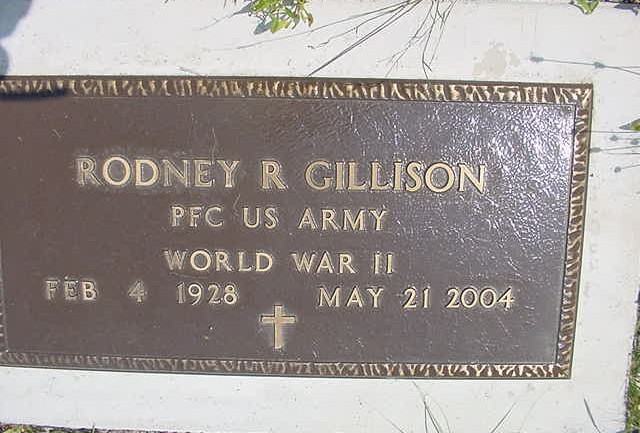 RODNEY R GILLISON
PFC US ARMY
WORLD WAR II
FEB 4 1928 MAY 21 2004